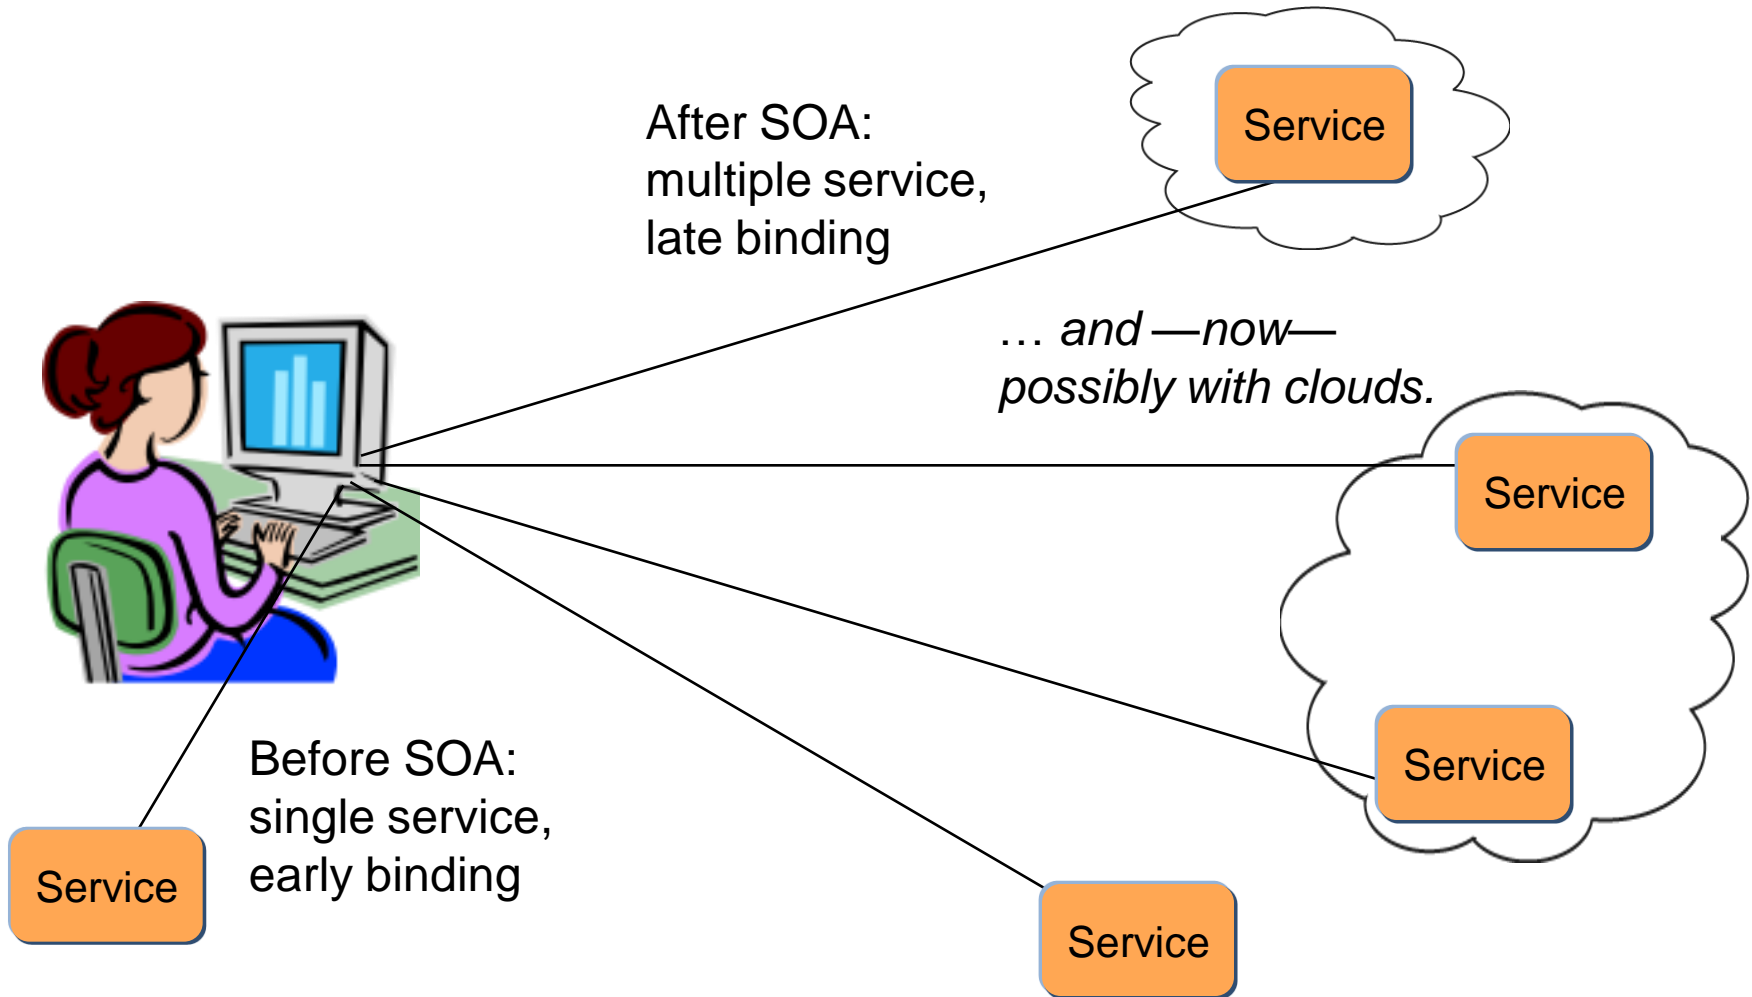 After SOA:
multiple service,
late binding
Service
… and —now—
possibly with clouds.
Service
Service
Before SOA:
single service,
early binding
Service
Service